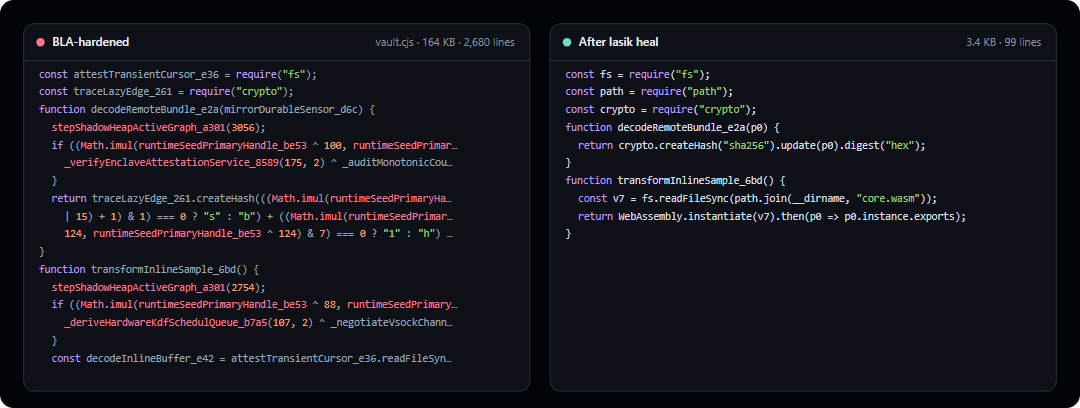 BLA-hardened
vault.cjs · 164 KB · 2,680 lines
const attestTransientCursor_e36 = require("fs");
const traceLazyEdge_261 = require("crypto");
function decodeRemoteBundle_e2a(mirrorDurableSensor_d6c) {
stepShadowHeapActiveGraph_a301(3056);
if ((Math.imul(runtimeSeedPrimaryHandle_be53 ^ 100, runtimeSeedPrimar…
_verifyEnclaveAttestationService_8589(175, 2) ^ _auditMonotonicCou…
}
return traceLazyEdge_261.createHash(((Math.imul(runtimeSeedPrimaryHa…
| 15) + 1) & 1) === 0 ? "s" : "b") + ((Math.imul(runtimeSeedPrimar…
124, runtimeSeedPrimaryHandle_be53 ^ 124) & 7) === 0 ? "1" : "h") …
}
function transformInlineSample_6bd() {
stepShadowHeapActiveGraph_a301(2754);
if ((Math.imul(runtimeSeedPrimaryHandle_be53 ^ 88, runtimeSeedPrimary…
_deriveHardwareKdfSchedulQueue_b7a5(107, 2) ^ _negotiateVsockChann…
}
const decodeInlineBuffer_e42 = attestTransientCursor_e36.readFileSyn…
After lasik heal
3.4 KB · 99 lines
const fs = require("fs");
const path = require("path");
const crypto = require("crypto");
function decodeRemoteBundle_e2a(p0) {
return crypto.createHash("sha256").update(p0).digest("hex");
}
function transformInlineSample_6bd() {
const v7 = fs.readFileSync(path.join(__dirname, "core.wasm"));
return WebAssembly.instantiate(v7).then(p0 => p0.instance.exports);
}